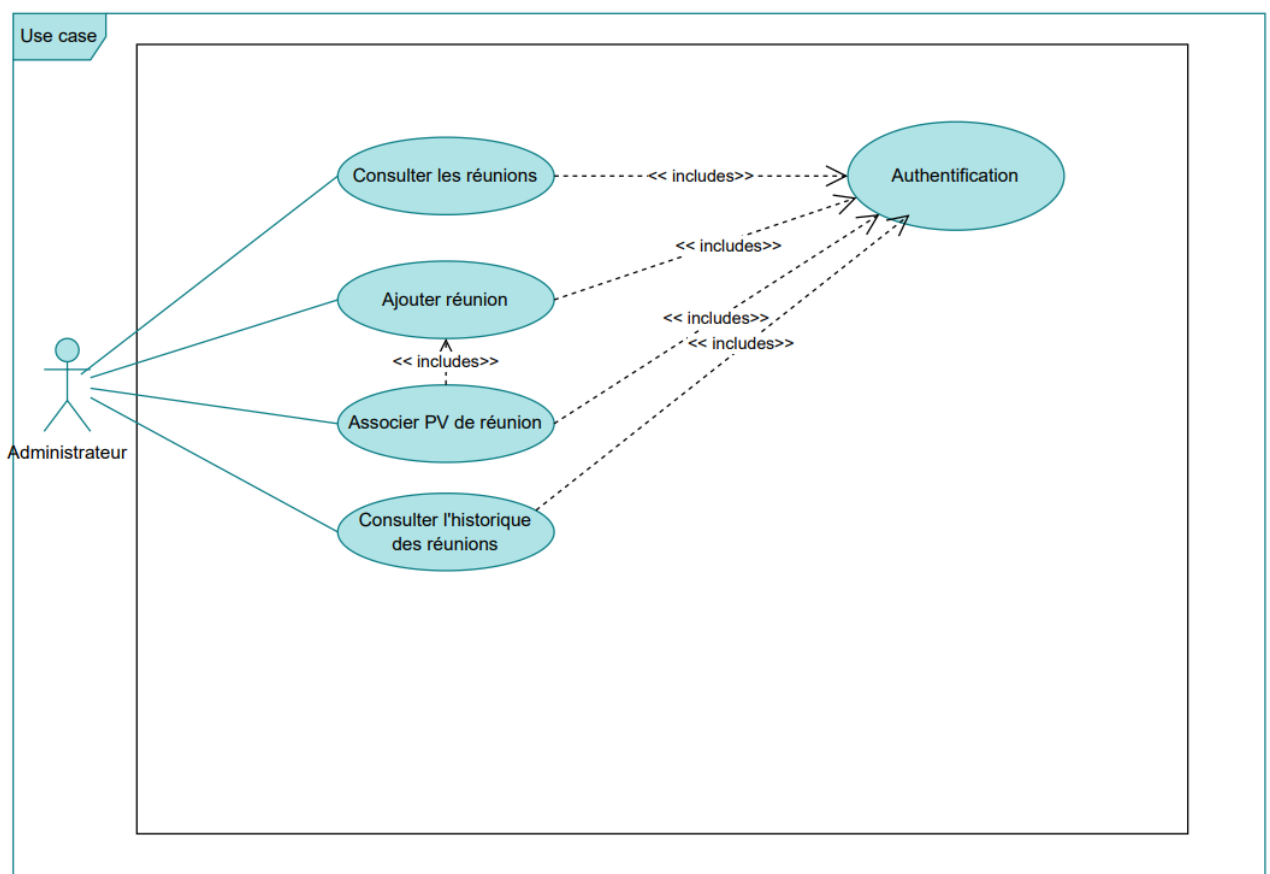 Use case
Consulter les réunions
<< includes>>
Authentification
<< includes>>
Ajouter réunion
<< includes>>
<< includes>>
<< includes>>
Associer PV de réunion
Administrateur
Consulter l'historique
des réunions